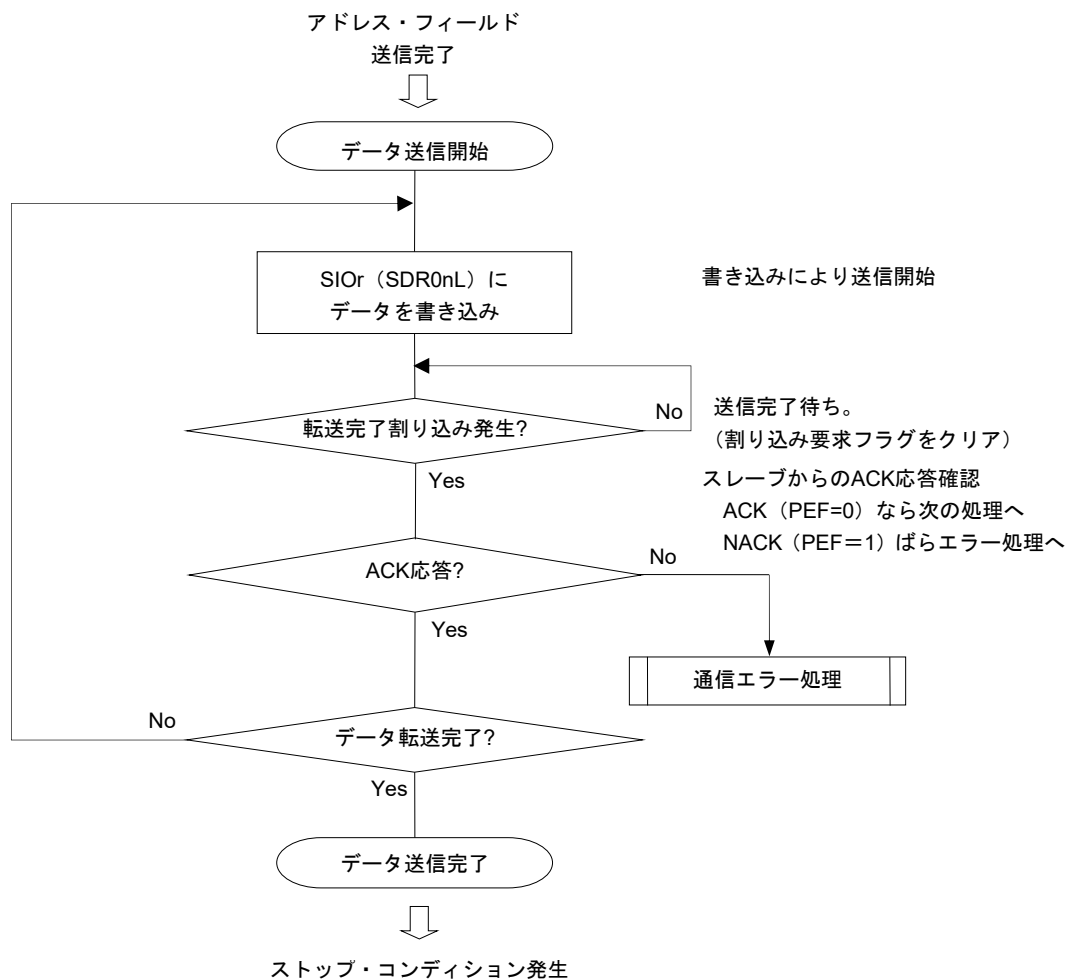 アドレス・フィールド
送信完了
データ送信開始
SIOr（SDR0nL）に
データを書き込み
書き込みにより送信開始
転送完了割り込み発生?
No
送信完了待ち。
（割り込み要求フラグをクリア）
Yes
スレーブからのACK応答確認
ACK（PEF=0）なら次の処理へ
NACK（PEF＝1）ばらエラー処理へ
ACK応答?
No
Yes
通信エラー処理
No
データ転送完了?
Yes
データ送信完了
ストップ・コンディション発生